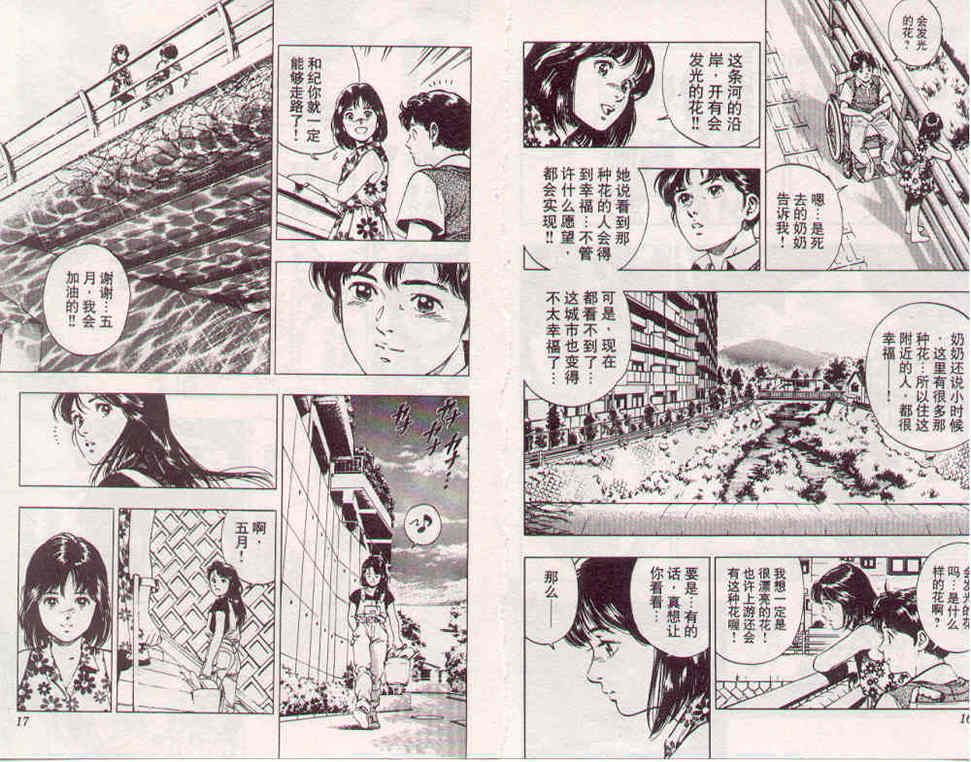 会发光
的花？
嗯…是死
去的奶奶
告诉我！
这条河的沿
岸，开有会
发光的花!!
她说看到那
种花的人会得
到幸福…不管
许什么愿望，
都会实现!!
奶奶还说小时候
，这里有很多那
种花…所以住这
附近的人，都很
幸福——！
可是，现在
都看不到了…
这城市也变得
不太幸福了…
会发光的花
吗…是什么
样的花啊？
我想一定是
很漂亮的花！
也许上游还会
有这种花喔！
要是…有的
话，真想让
你看看…
那么——
16
和纪你就一定
能够走路了！
谢谢…五
月，我会
加油的!!
啊，
五月！
17